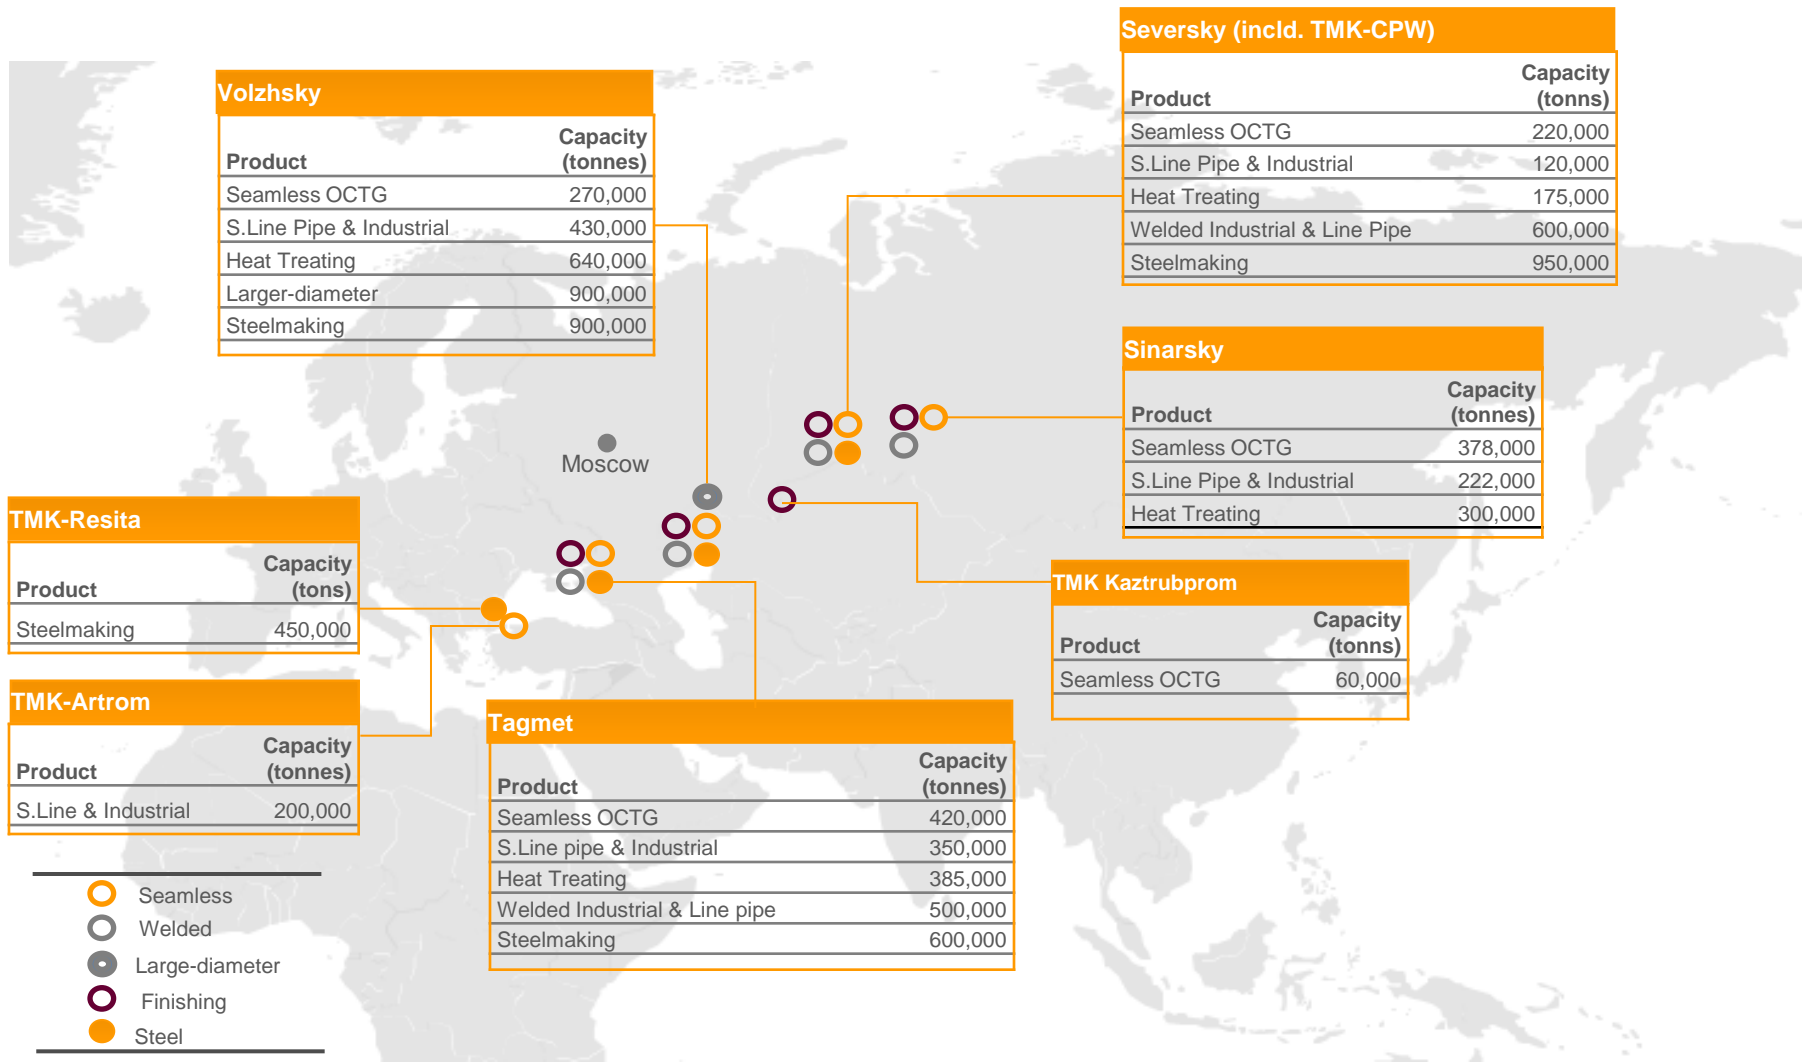 Severskу (incld. TMK-CPW)
Product Capacity (tonns)
Seamless OCTG 220,000
S.Line Pipe & Industrial 120,000
Heat Treating 175,000
Welded Industrial & Line Pipe 600,000
Steelmaking 950,000
Volzhsky
Product Capacity (tonnes)
Seamless OCTG 270,000
S.Line Pipe & Industrial 430,000
Heat Treating 640,000
Larger-diameter 900,000
Steelmaking 900,000
Sinarsky
Product Capacity (tonnes)
Seamless OCTG 378,000
S.Line Pipe & Industrial 222,000
Heat Treating 300,000
Moscow
TMK-Resita
Product Capacity (tons)
Steelmaking 450,000
TMK Kaztrubprom
Product Capacity (tonns)
Seamless OCTG 60,000
TMK-Artrom
Product Capacity (tonnes)
S.Line & Industrial 200,000
Tagmet
Product Capacity (tonnes)
Seamless OCTG 420,000
S.Line pipe & Industrial 350,000
Heat Treating 385,000
Welded Industrial & Line pipe 500,000
Steelmaking 600,000
Seamless
Welded
Large-diameter
Finishing
Steel